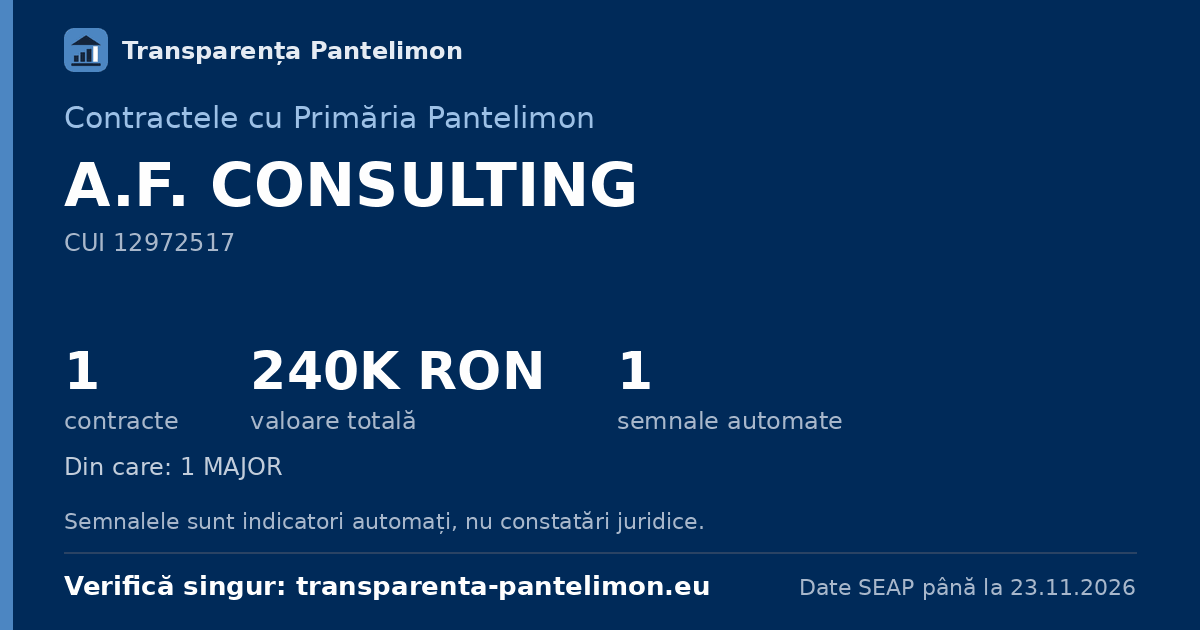 Transparența Pantelimon
Contractele cu Primăria Pantelimon
A.F. CONSULTING
CUI 12972517
1 240K RON 1
contracte valoare totală semnale automate
Din care: 1 MAJOR
Semnalele sunt indicatori automați, nu constatări juridice.
Verifică singur: transparenta-pantelimon.eu Date SEAP până la 23.11.2026